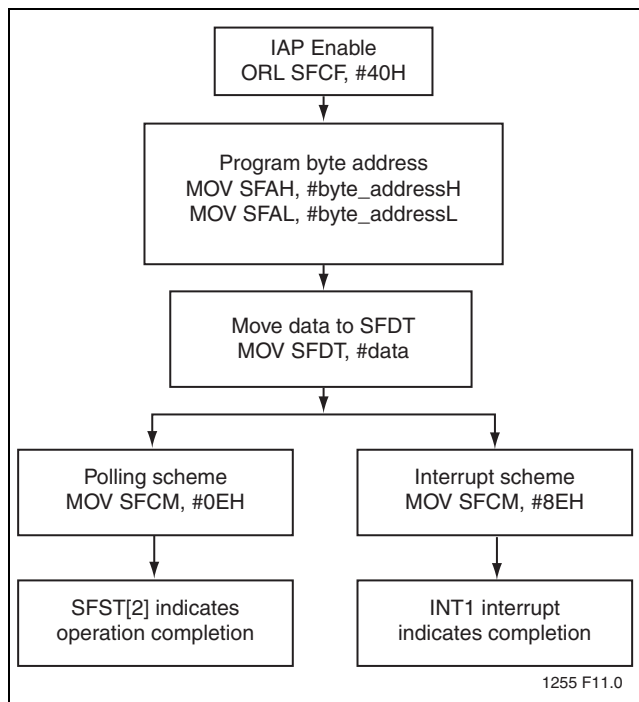 IAP Enable
ORL SFCF, #40H
Program byte address
MOV SFAH, #byte_addressH
MOV SFAL, #byte_addressL
Move data to SFDT
MOV SFDT, #data
Polling scheme
MOV SFCM, #0EH
Interrupt scheme
MOV SFCM, #8EH
SFST[2] indicates
operation completion
INT1 interrupt
indicates completion
1255 F11.0